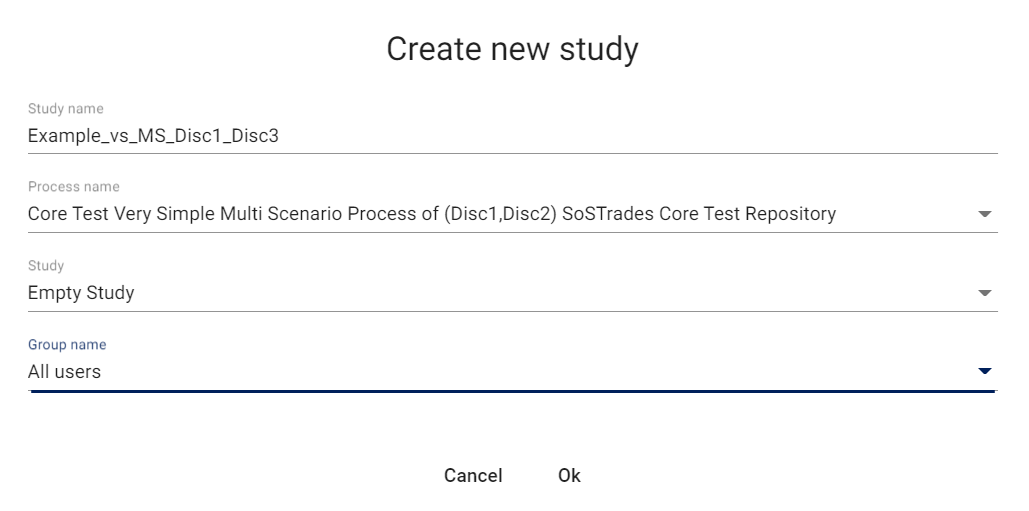 Create new study
Study name
Example_vs_MS_Disc1_Disc3
Process name
Core Test Very Simple Multi Scenario Process of (Disc1,Disc2) SoSTrades Core Test Repository
Study
Empty Study
Group name
All users
Cancel Ok